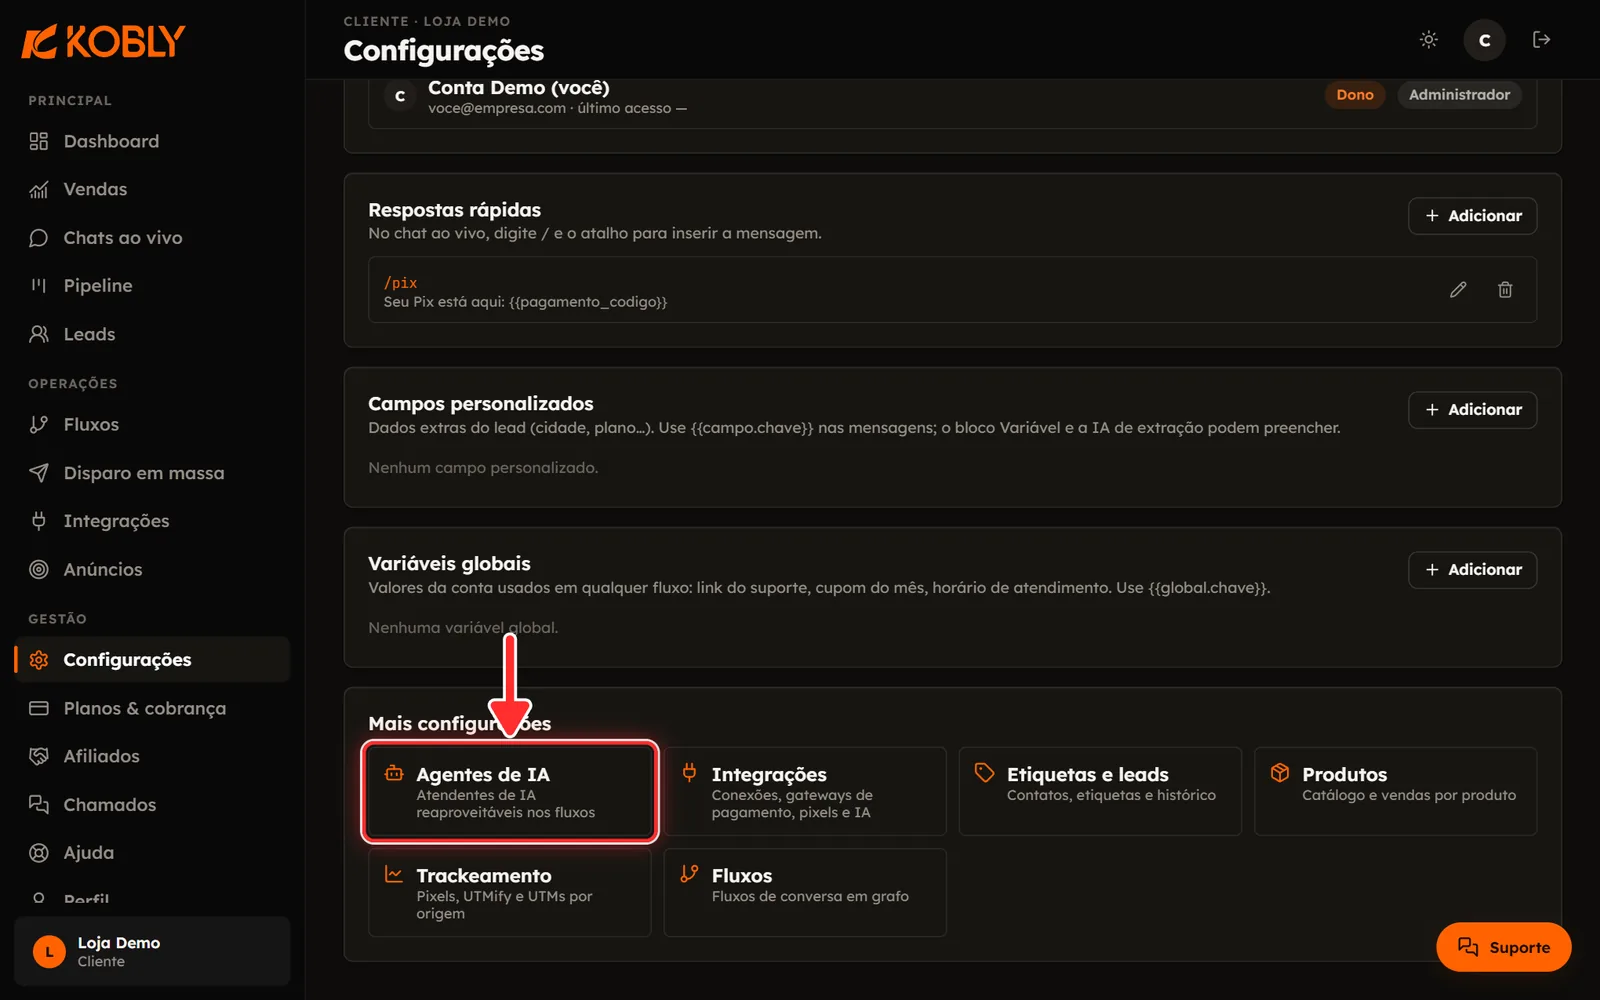 KOBLY
PRINCIPAL
Dashboard
Vendas
Chats ao vivo
Pipeline
Leads
OPERAÇÕES
Fluxos
Disparo em massa
Integrações
Anúncios
GESTÃO
Configurações
Planos & cobrança
Afiliados
Chamados
Ajuda
Perfil
L
Loja Demo
Cliente
CLIENTE · LOJA DEMO
Configurações
C
C
Conta Demo (você)
voce@empresa.com · último acesso —
Dono
Administrador
Respostas rápidas
No chat ao vivo, digite / e o atalho para inserir a mensagem.
+ Adicionar
/pix
Seu Pix está aqui: {{pagamento_codigo}}
Campos personalizados
Dados extras do lead (cidade, plano…). Use {{campo.chave}} nas mensagens; o bloco Variável e a IA de extração podem preencher.
+ Adicionar
Nenhum campo personalizado.
Variáveis globais
Valores da conta usados em qualquer fluxo: link do suporte, cupom do mês, horário de atendimento. Use {{global.chave}}.
+ Adicionar
Nenhuma variável global.
Mais configurações
Agentes de IA
Atendentes de IA
reaproveitáveis nos fluxos
Integrações
Conexões, gateways de
pagamento, pixels e IA
Etiquetas e leads
Contatos, etiquetas e histórico
Produtos
Catálogo e vendas por produto
Trackeamento
Pixels, UTMify e UTMs por
origem
Fluxos
Fluxos de conversa em grafo
Suporte